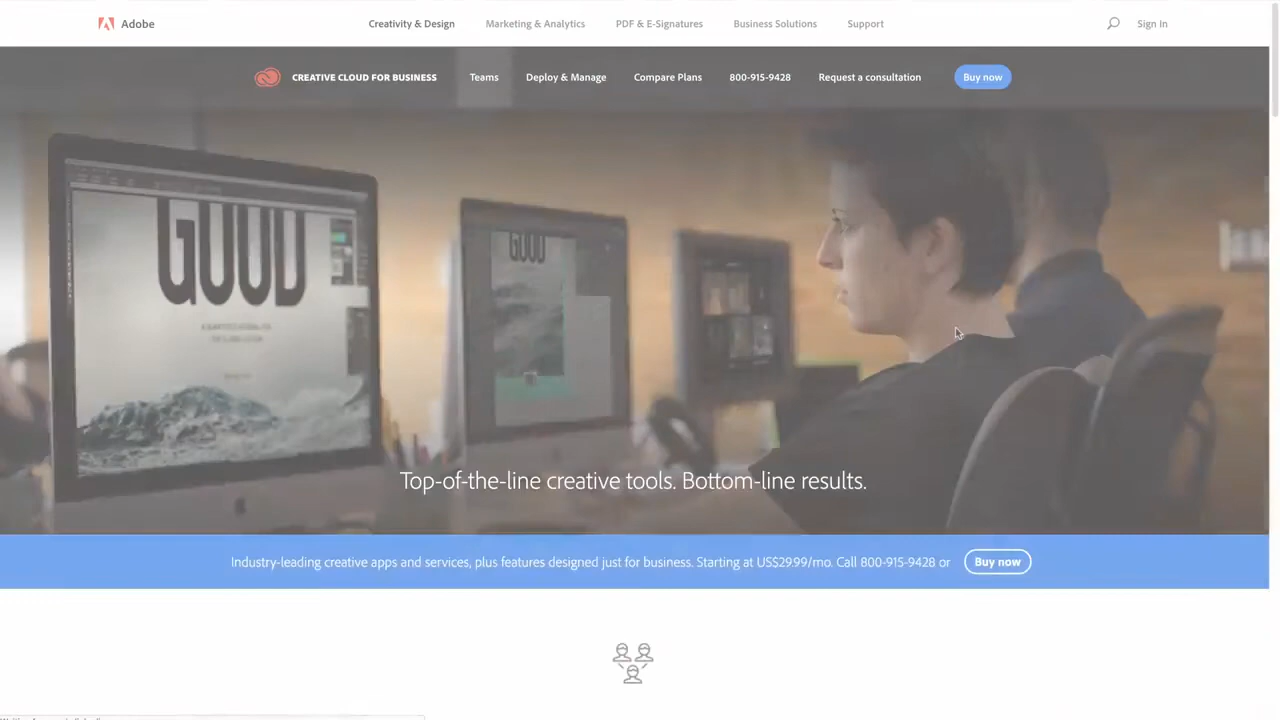 Adobe
Creativity & Design
Marketing & Analytics
PDF & E-Signatures
Business Solutions
Support
Sign In
CREATIVE CLOUD FOR BUSINESS
Teams
Deploy & Manage
Compare Plans
800-915-9428
Request a consultation
Buy now
GOOD
GOOD
Top-of-the-line creative tools. Bottom-line results.
Industry-leading creative apps and services, plus features designed just for business. Starting at US$29.99/mo. Call 800-915-9428 or
Buy now